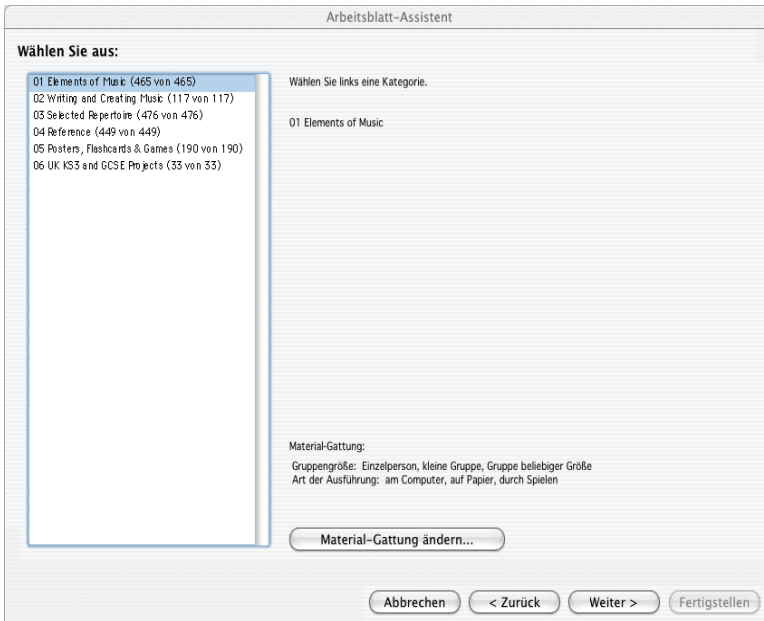 Arbeitsblatt-Assistent
Wählen Sie aus:
01 Elements of Music (465 von 465)
02 Writing and Creating Music (117 von 117)
03 Selected Repertoire (476 von 476)
04 Reference (449 von 449)
05 Posters, Flashcards & Games (190 von 190)
06 UK KS3 and GCSE Projects (33 von 33)
Wählen Sie links eine Kategorie.
01 Elements of Music
Material-Gattung:
Gruppengröße: Einzelperson, kleine Gruppe, Gruppe beliebiger Größe
Art der Ausführung: am Computer, auf Papier, durch Spielen
Material-Gattung ändern...
Abbrechen
< Zurück
Weiter >
Fertigstellen